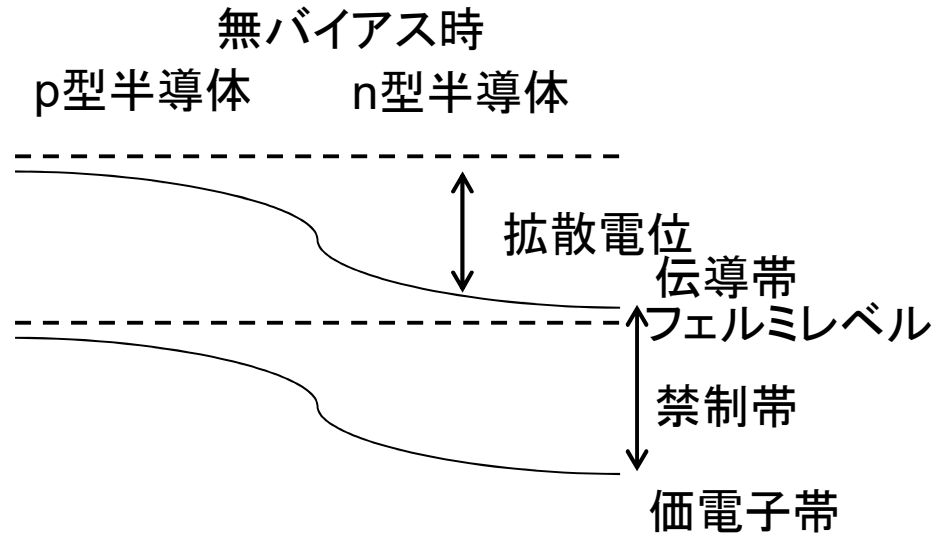 無バイアス時
p型半導体 n型半導体
拡散電位
伝導帯
フェルミレベル
禁制帯
価電子帯